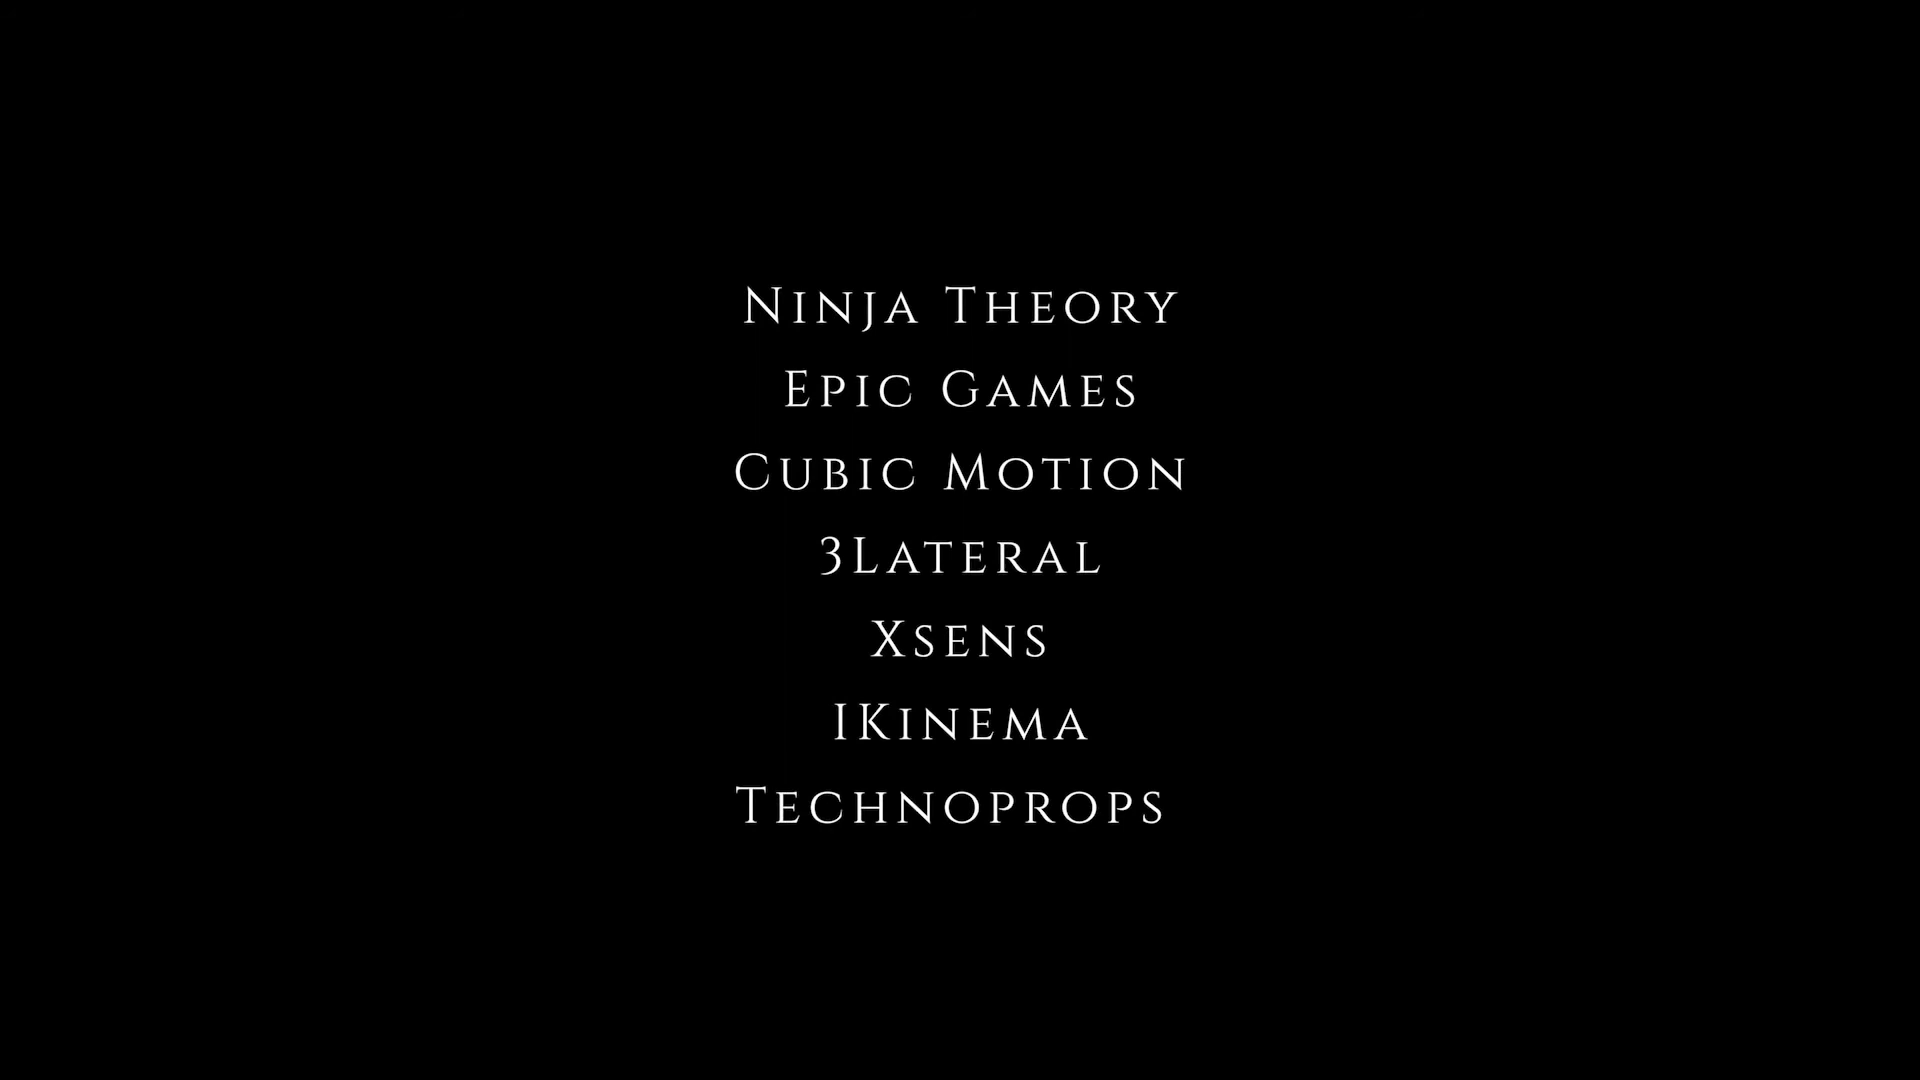 Ninja Theory
Epic Games
Cubic Motion
3Lateral
Xsens
IKinema
Technoprops